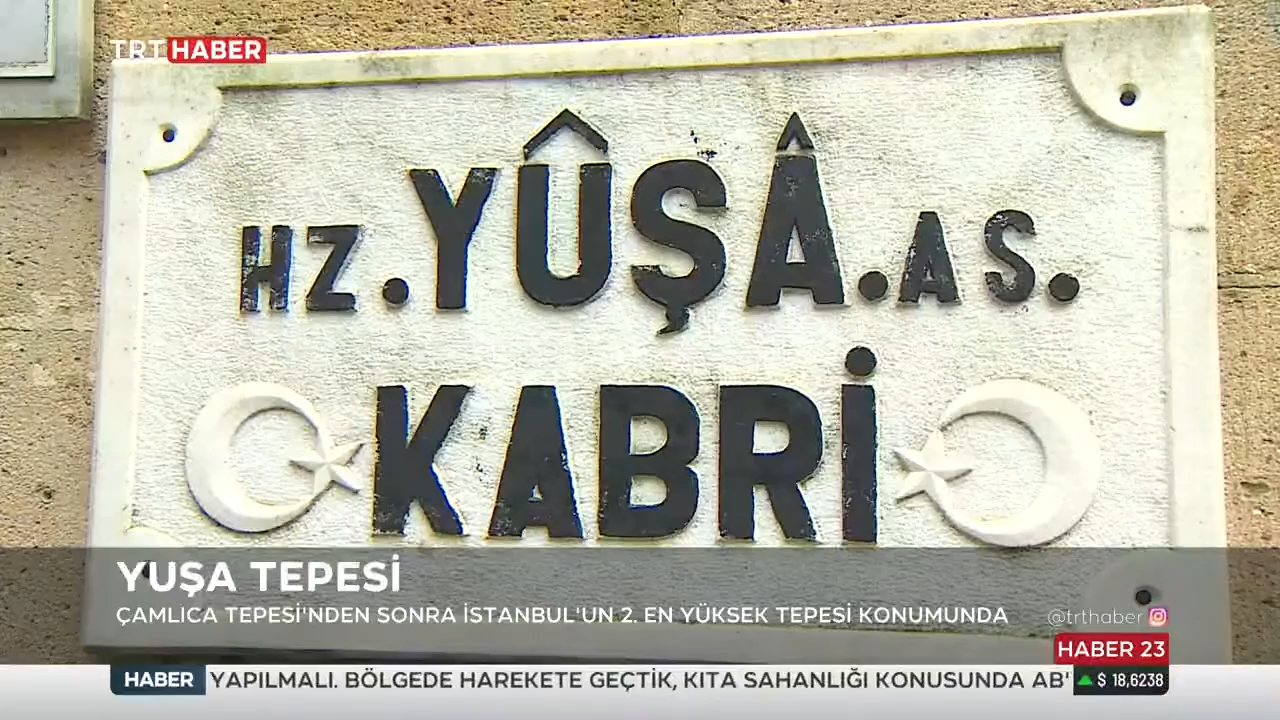 TRT HABER
HZ. YÛŞÂ. AS.
KABRİ
YUŞA TEPESİ
ÇAMLICA TEPESİ'NDEN SONRA İSTANBUL'UN 2. EN YÜKSEK TEPESİ KONUMUNDA
@trthaber
HABER 23
HABER YAPILMALI. BÖLGEDE HAREKETE GEÇTİK, KITA SAHANLIĞI KONUSUNDA AB'
$ 18,6238